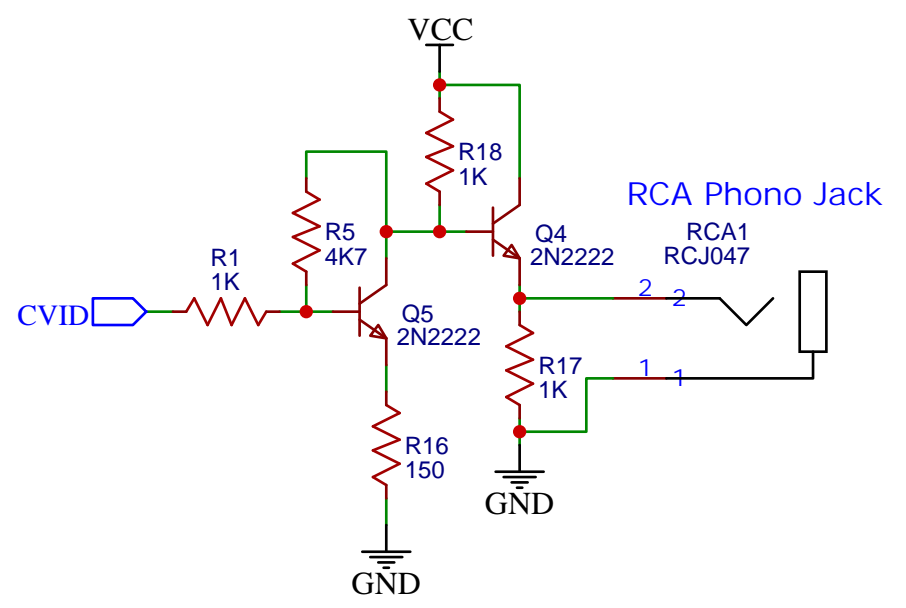 VCC
R18
1K
RCA Phono Jack
R5
4K7
Q4
2N2222
RCA1
RCJ047
R1
1K
CVID
Q5
2N2222
2
2
R17
1K
1
1
R16
150
GND
GND